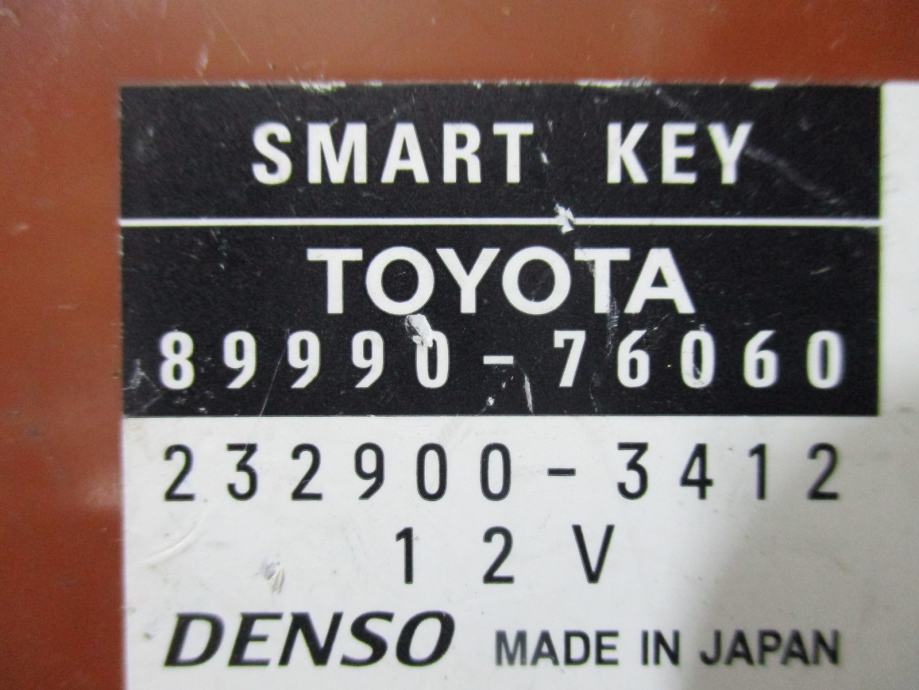 SMART KEY
TOYOTA
89990-76060
232900-3412
12V
DENSO MADE IN JAPAN